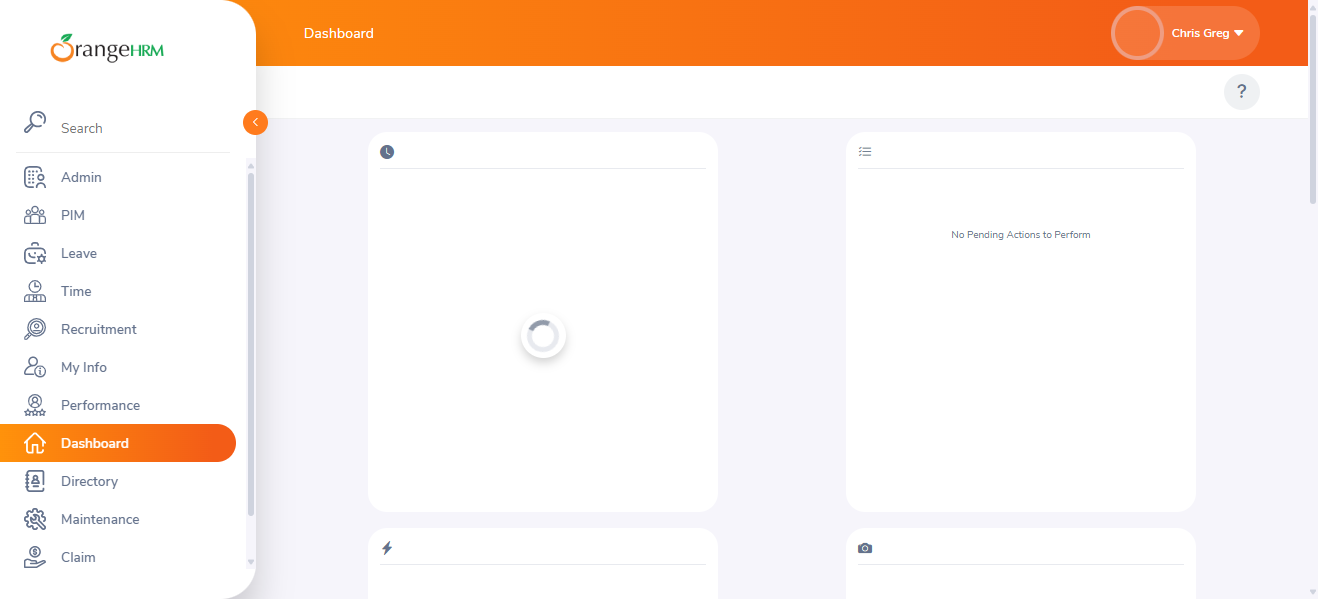 OrangeHRM
Dashboard
Chris Greg
?
Search
Admin
PIM
Leave
Time
Recruitment
My Info
Performance
Dashboard
Directory
Maintenance
Claim
No Pending Actions to Perform